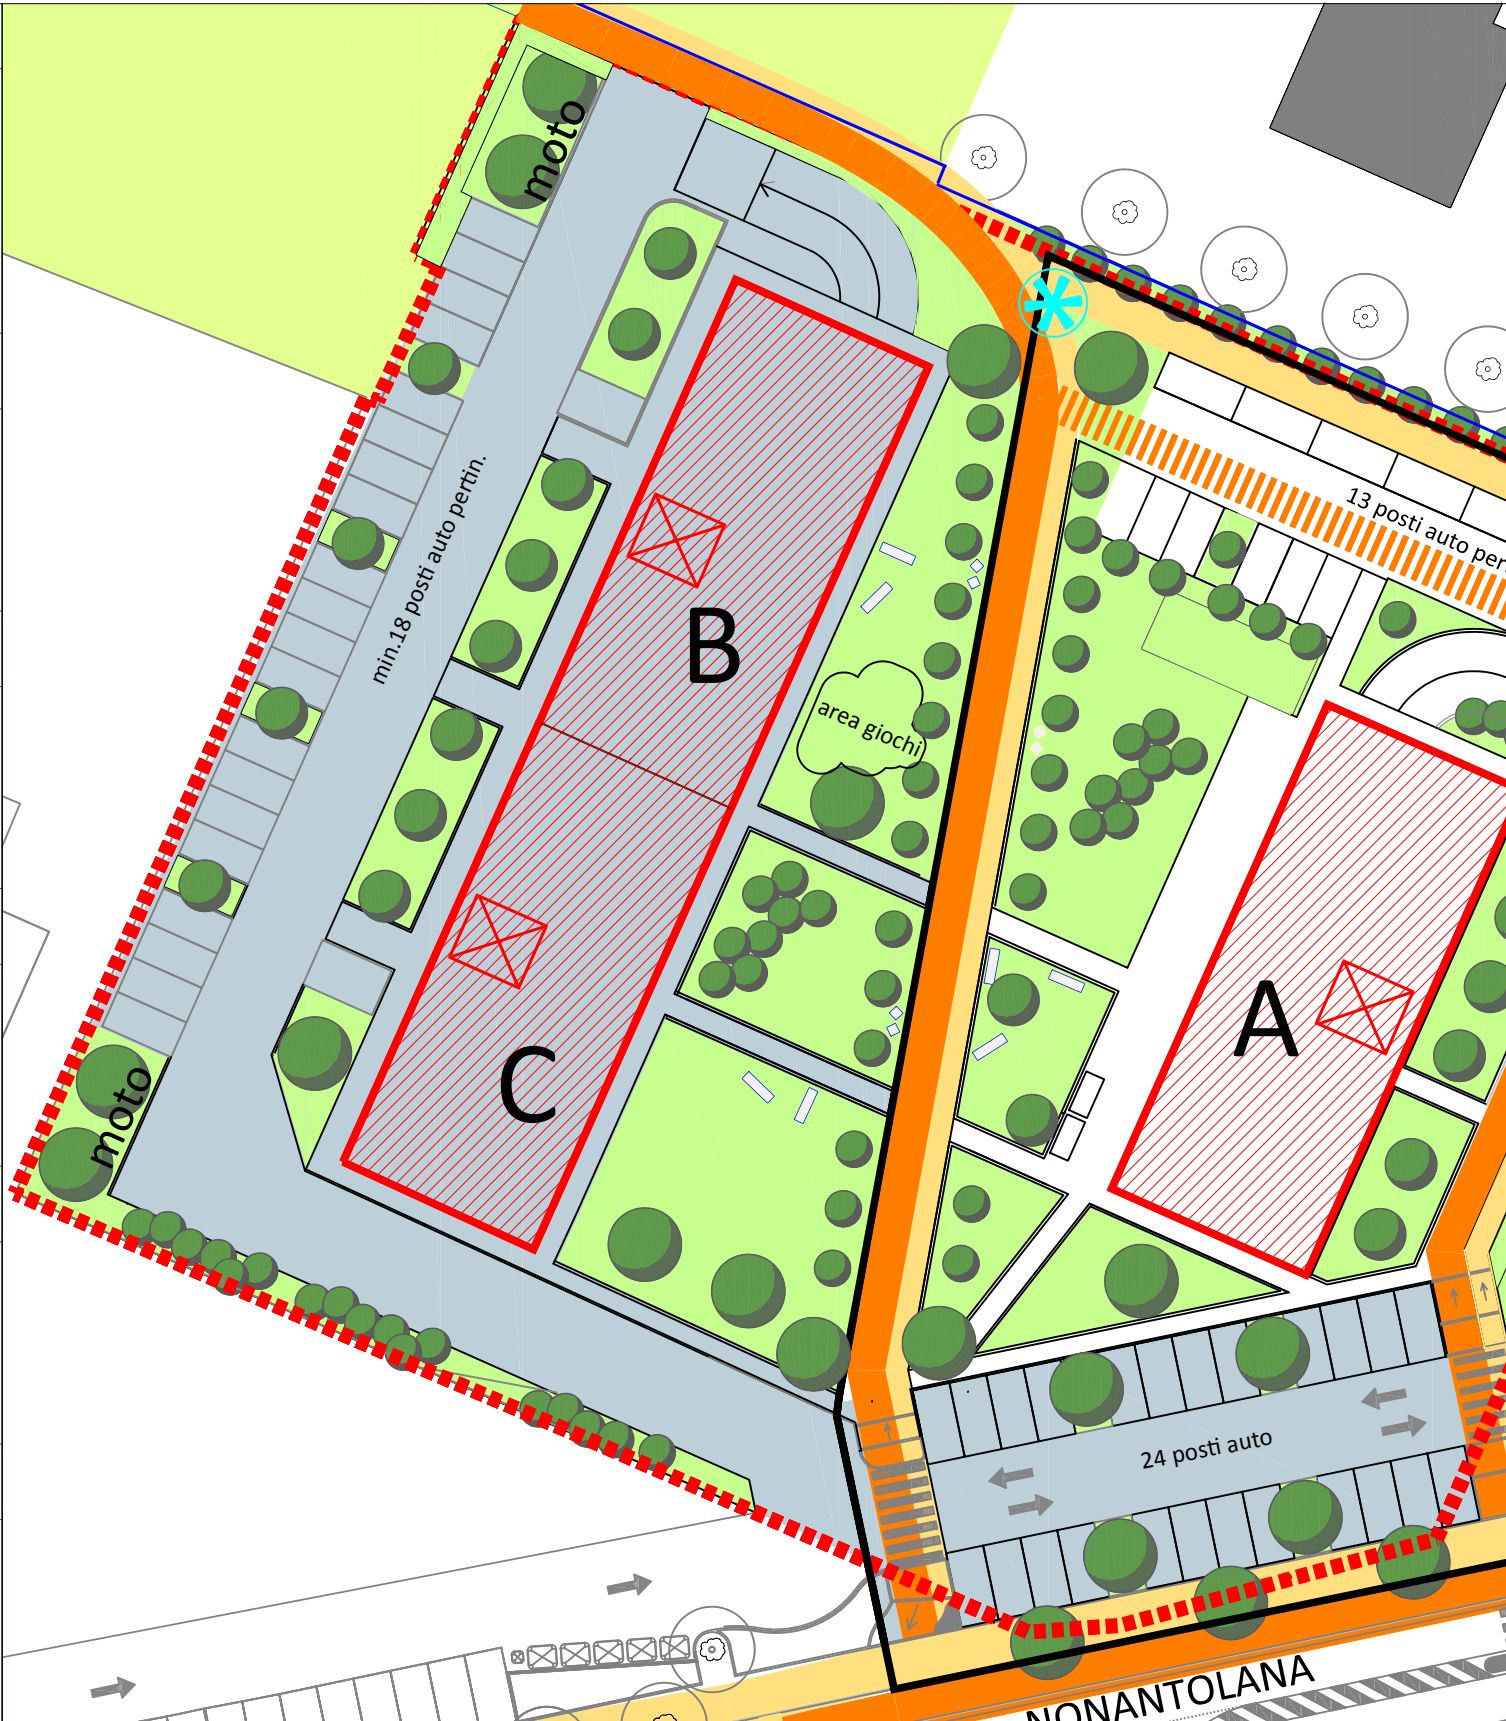 moto
13 posti auto per
min.18 posti auto pertin.
B
area giochi
A
C
moto
24 posti auto
NONANTOLANA